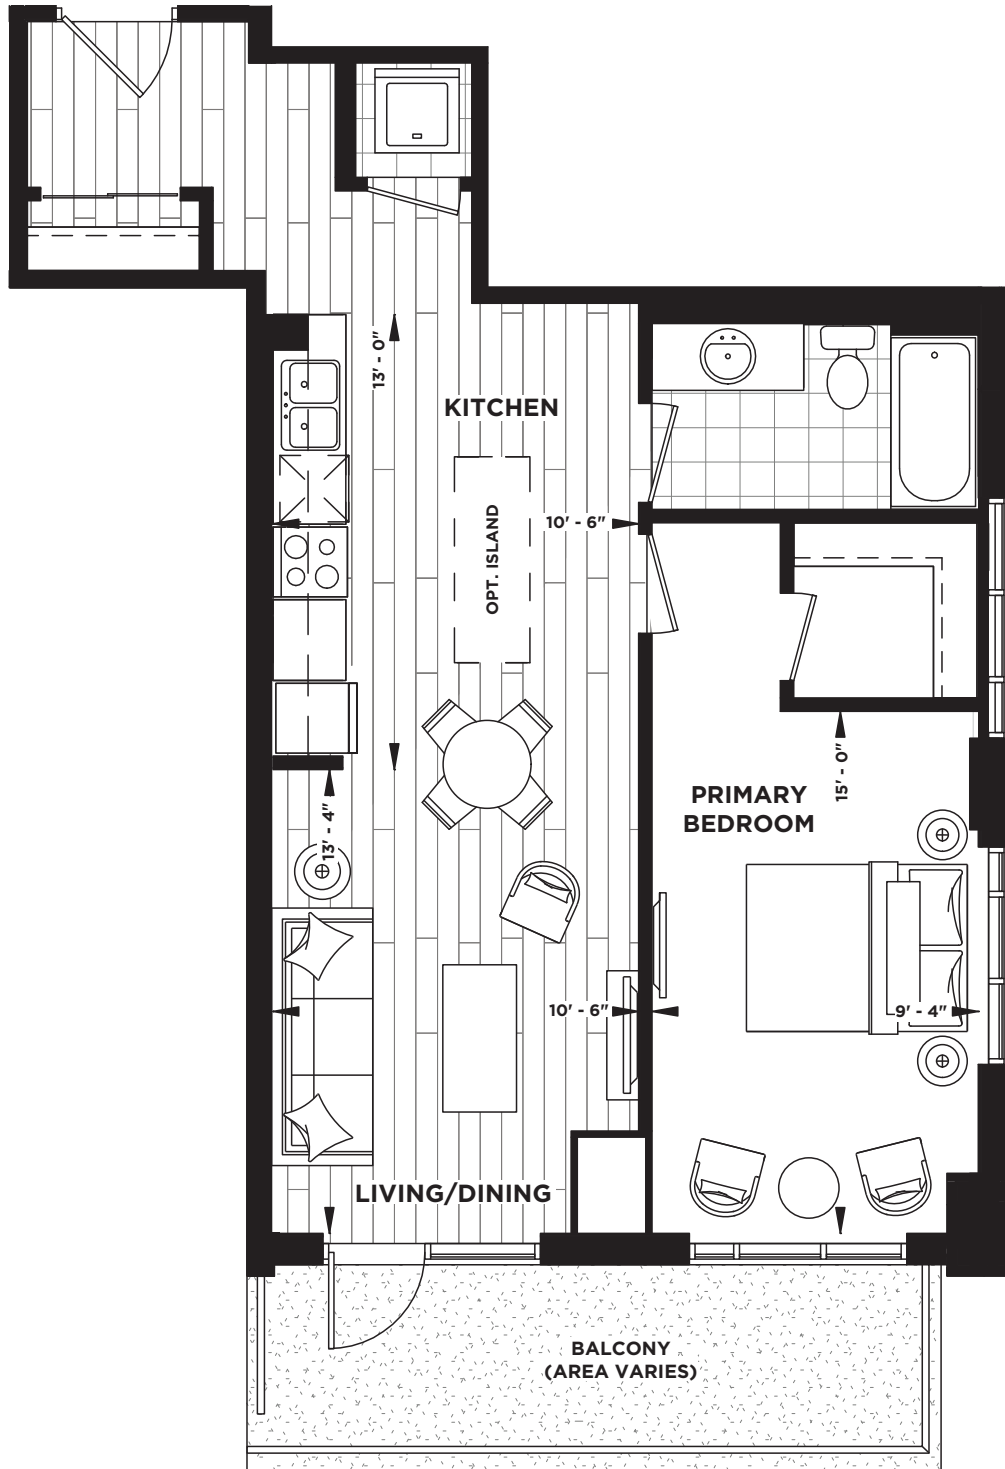 13' - 0"
KITCHEN
OPT. ISLAND
10' - 6"
13' - 4"
PRIMARY
BEDROOM
15' - 0"
10' - 6"
9' - 4"
LIVING/DINING
BALCONY
(AREA VARIES)